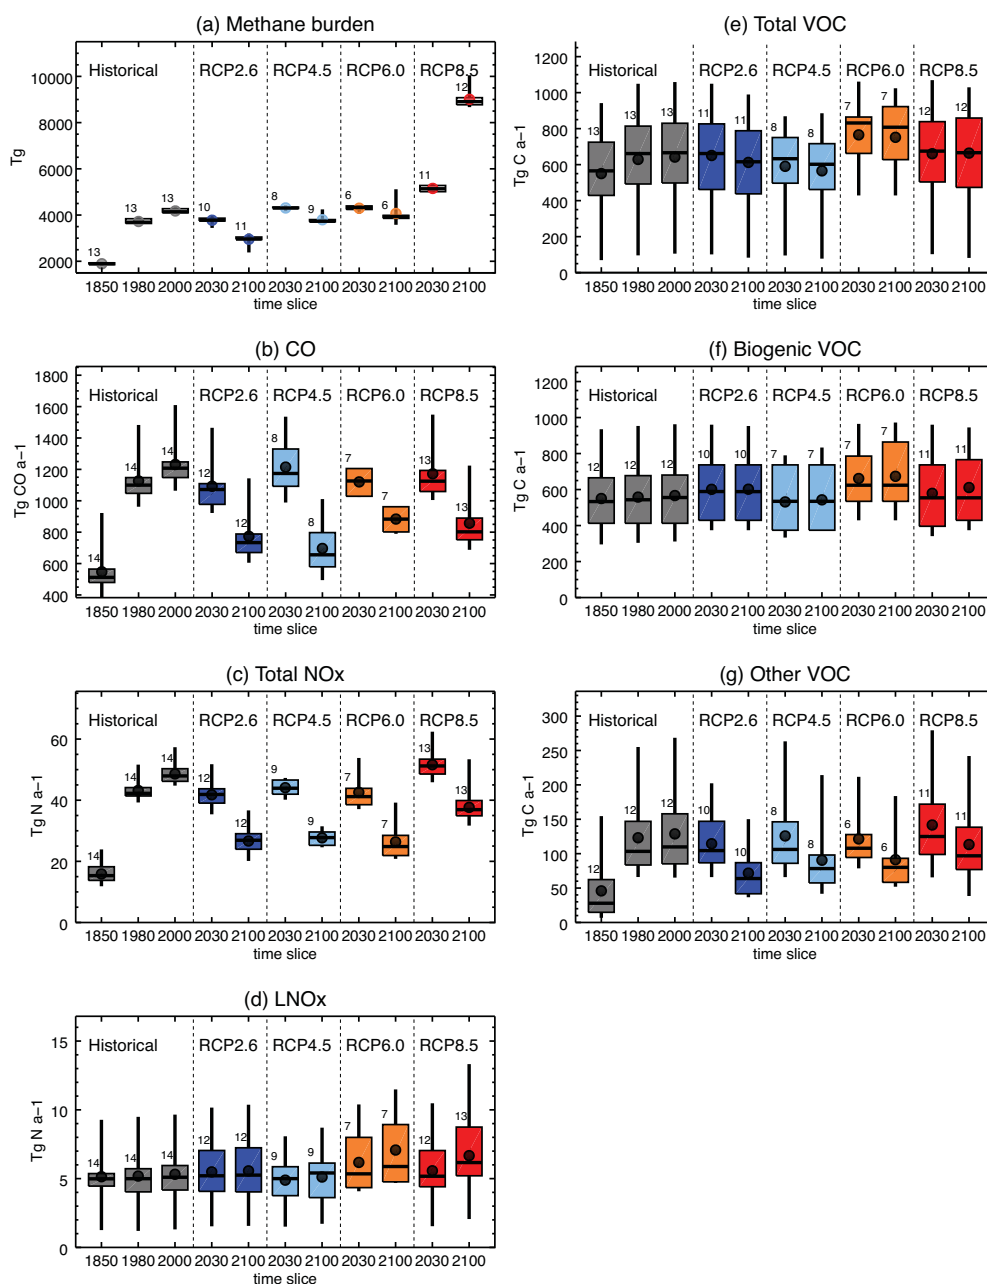 (a) Methane burden
Historical RCP2.6 RCP4.5 RCP6.0 RCP8.5
10000
8000
6000
4000
2000
Tg
13 13 13 10 11 8 9 6 6 11 12
1850 1980 2000 2030 2100 2030 2100 2030 2100 2030 2100
time slice
(b) CO
Historical RCP2.6 RCP4.5 RCP6.0 RCP8.5
1800
1600
1400
1200
1000
800
600
400
Tg CO a−1
14 14 14 12 12 8 8 7 7 13 13
1850 1980 2000 2030 2100 2030 2100 2030 2100 2030 2100
time slice
(c) Total NOx
Historical RCP2.6 RCP4.5 RCP6.0 RCP8.5
60
40
20
0
Tg N a−1
14 14 14 12 12 9 9 7 7 13 13
1850 1980 2000 2030 2100 2030 2100 2030 2100 2030 2100
time slice
(d) LNOx
Historical RCP2.6 RCP4.5 RCP6.0 RCP8.5
15
10
5
0
Tg N a−1
14 14 14 12 12 9 9 7 7 12 13
1850 1980 2000 2030 2100 2030 2100 2030 2100 2030 2100
time slice
(e) Total VOC
Historical RCP2.6 RCP4.5 RCP6.0 RCP8.5
1200
1000
800
600
400
200
0
Tg C a−1
13 13 13 11 11 8 8 7 7 12 12
1850 1980 2000 2030 2100 2030 2100 2030 2100 2030 2100
time slice
(f) Biogenic VOC
Historical RCP2.6 RCP4.5 RCP6.0 RCP8.5
1200
1000
800
600
400
200
0
Tg C a−1
12 12 12 10 10 7 7 7 7 11 11
1850 1980 2000 2030 2100 2030 2100 2030 2100 2030 2100
time slice
(g) Other VOC
Historical RCP2.6 RCP4.5 RCP6.0 RCP8.5
300
250
200
150
100
50
0
Tg C a−1
12 12 12 10 10 8 8 6 6 11 11
1850 1980 2000 2030 2100 2030 2100 2030 2100 2030 2100
time slice